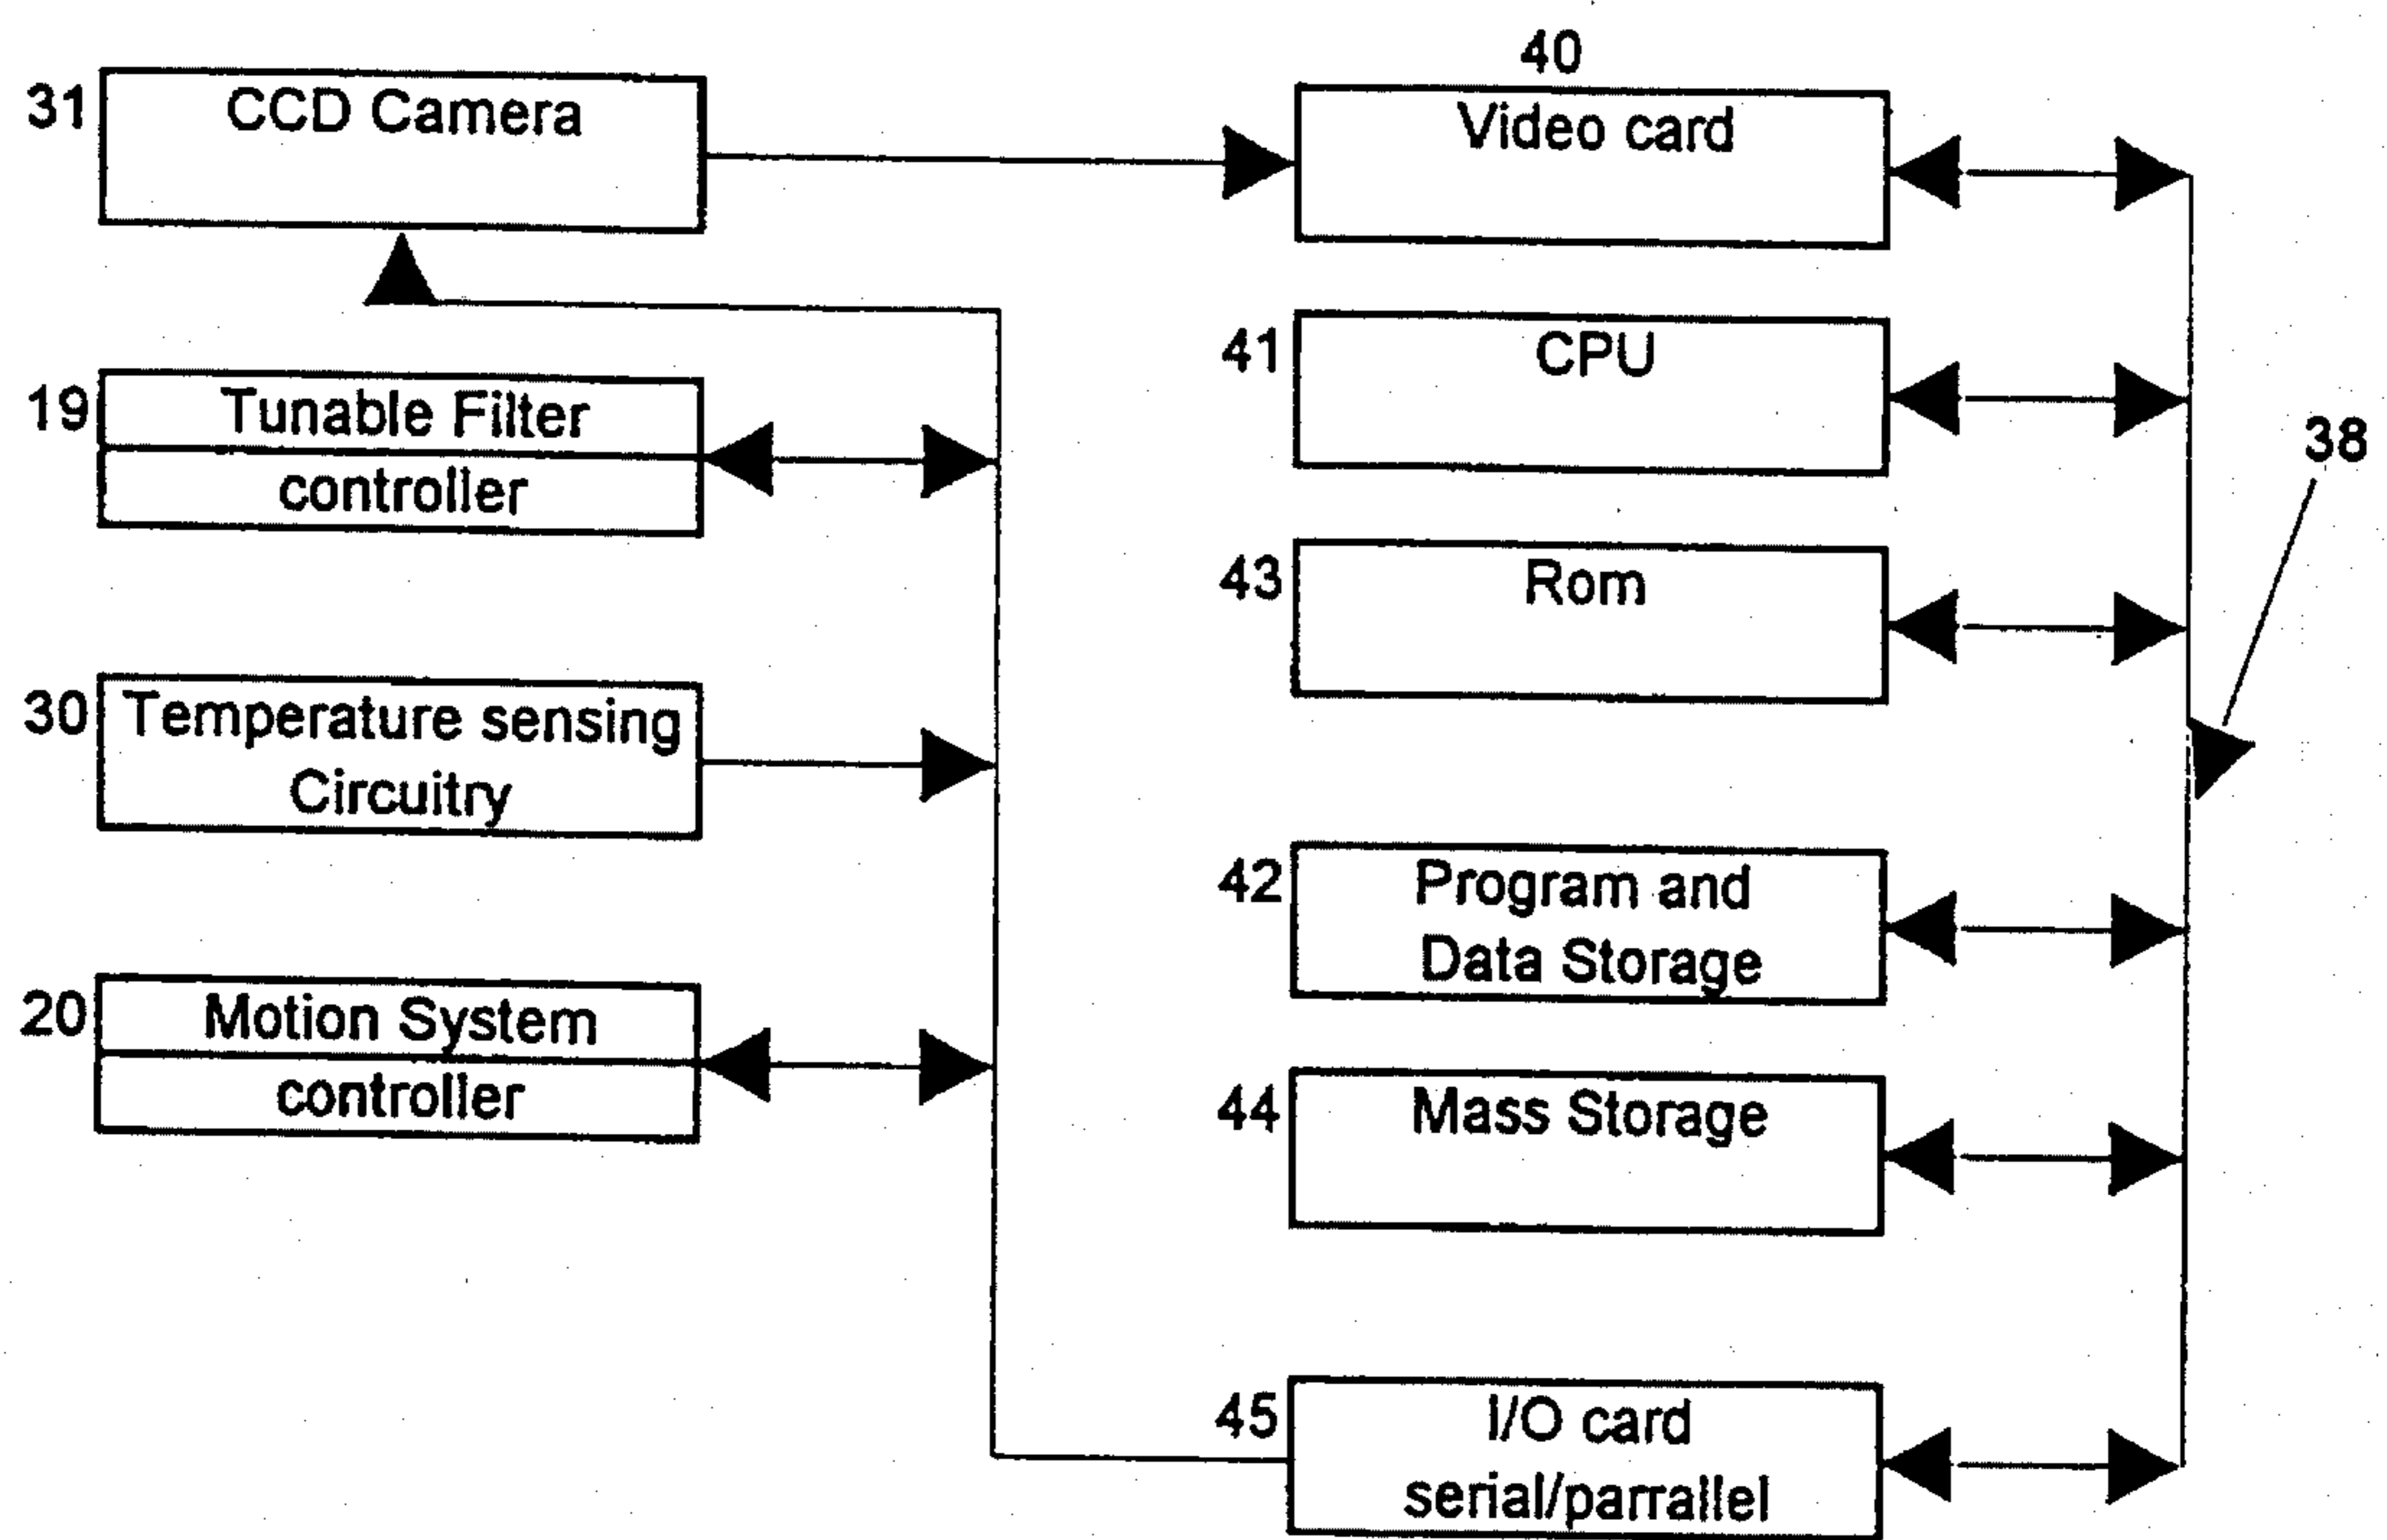 40
31 CCD Camera
Video card
41 CPU
19 Tunable Filter
controller
38
43 Rom
30 Temperature sensing
Circuitry
42 Program and
Data Storage
20 Motion System
controller
44 Mass Storage
45 I/O card
serial/parrallel